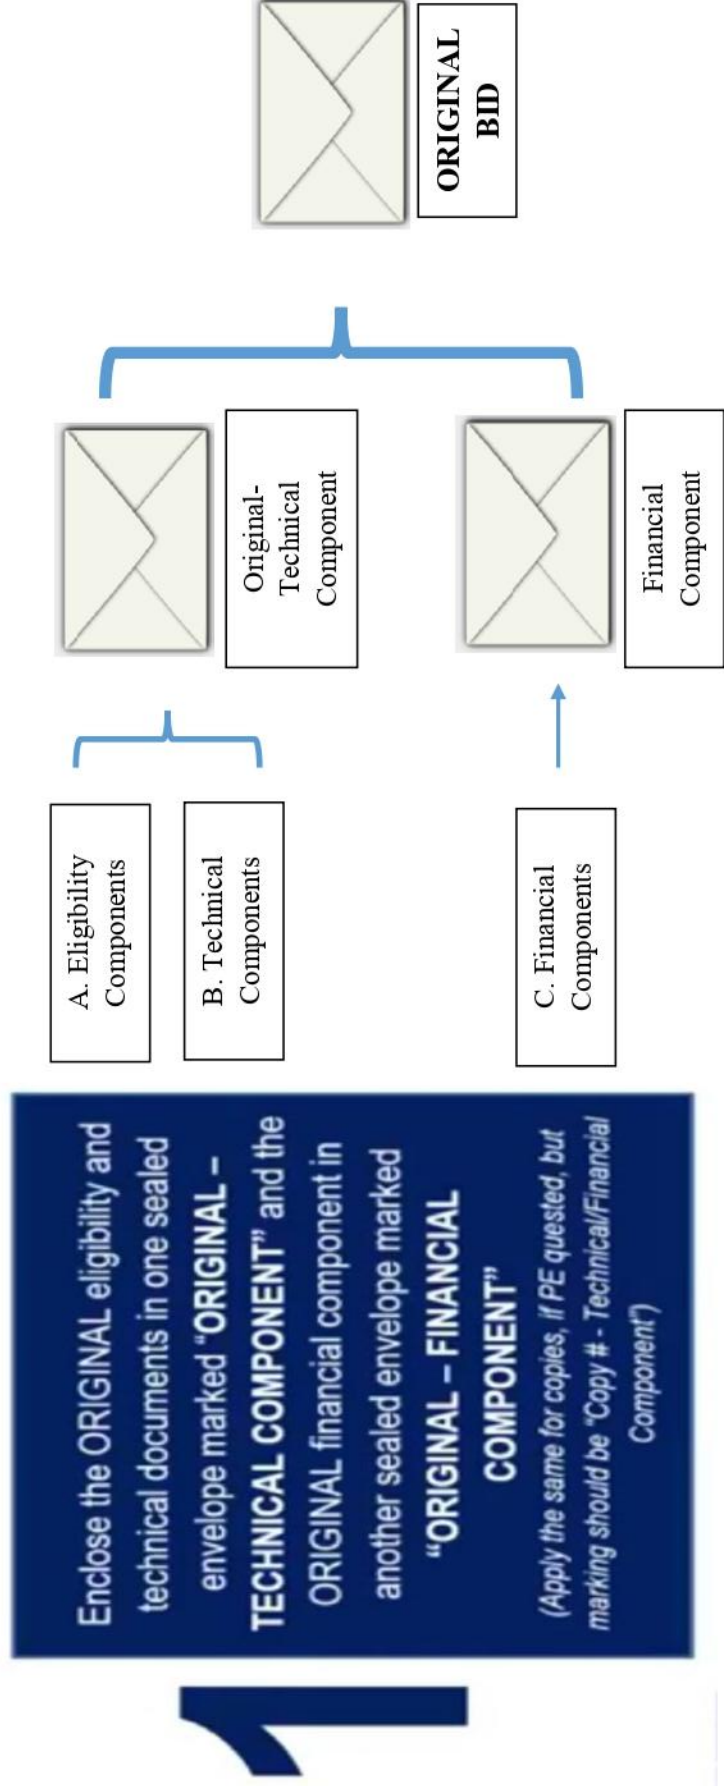 1
Enclose the ORIGINAL eligibility and
technical documents in one sealed
envelope marked “ORIGINAL –
TECHNICAL COMPONENT” and the
ORIGINAL financial component in
another sealed envelope marked
“ORIGINAL – FINANCIAL
COMPONENT”
(Apply the same for copies, if PE quested, but
marking should be “Copy # - Technical/Financial
Component”)
A. Eligibility
Components
B. Technical
Components
C. Financial
Components
Original-
Technical
Component
Financial
Component
ORIGINAL
BID